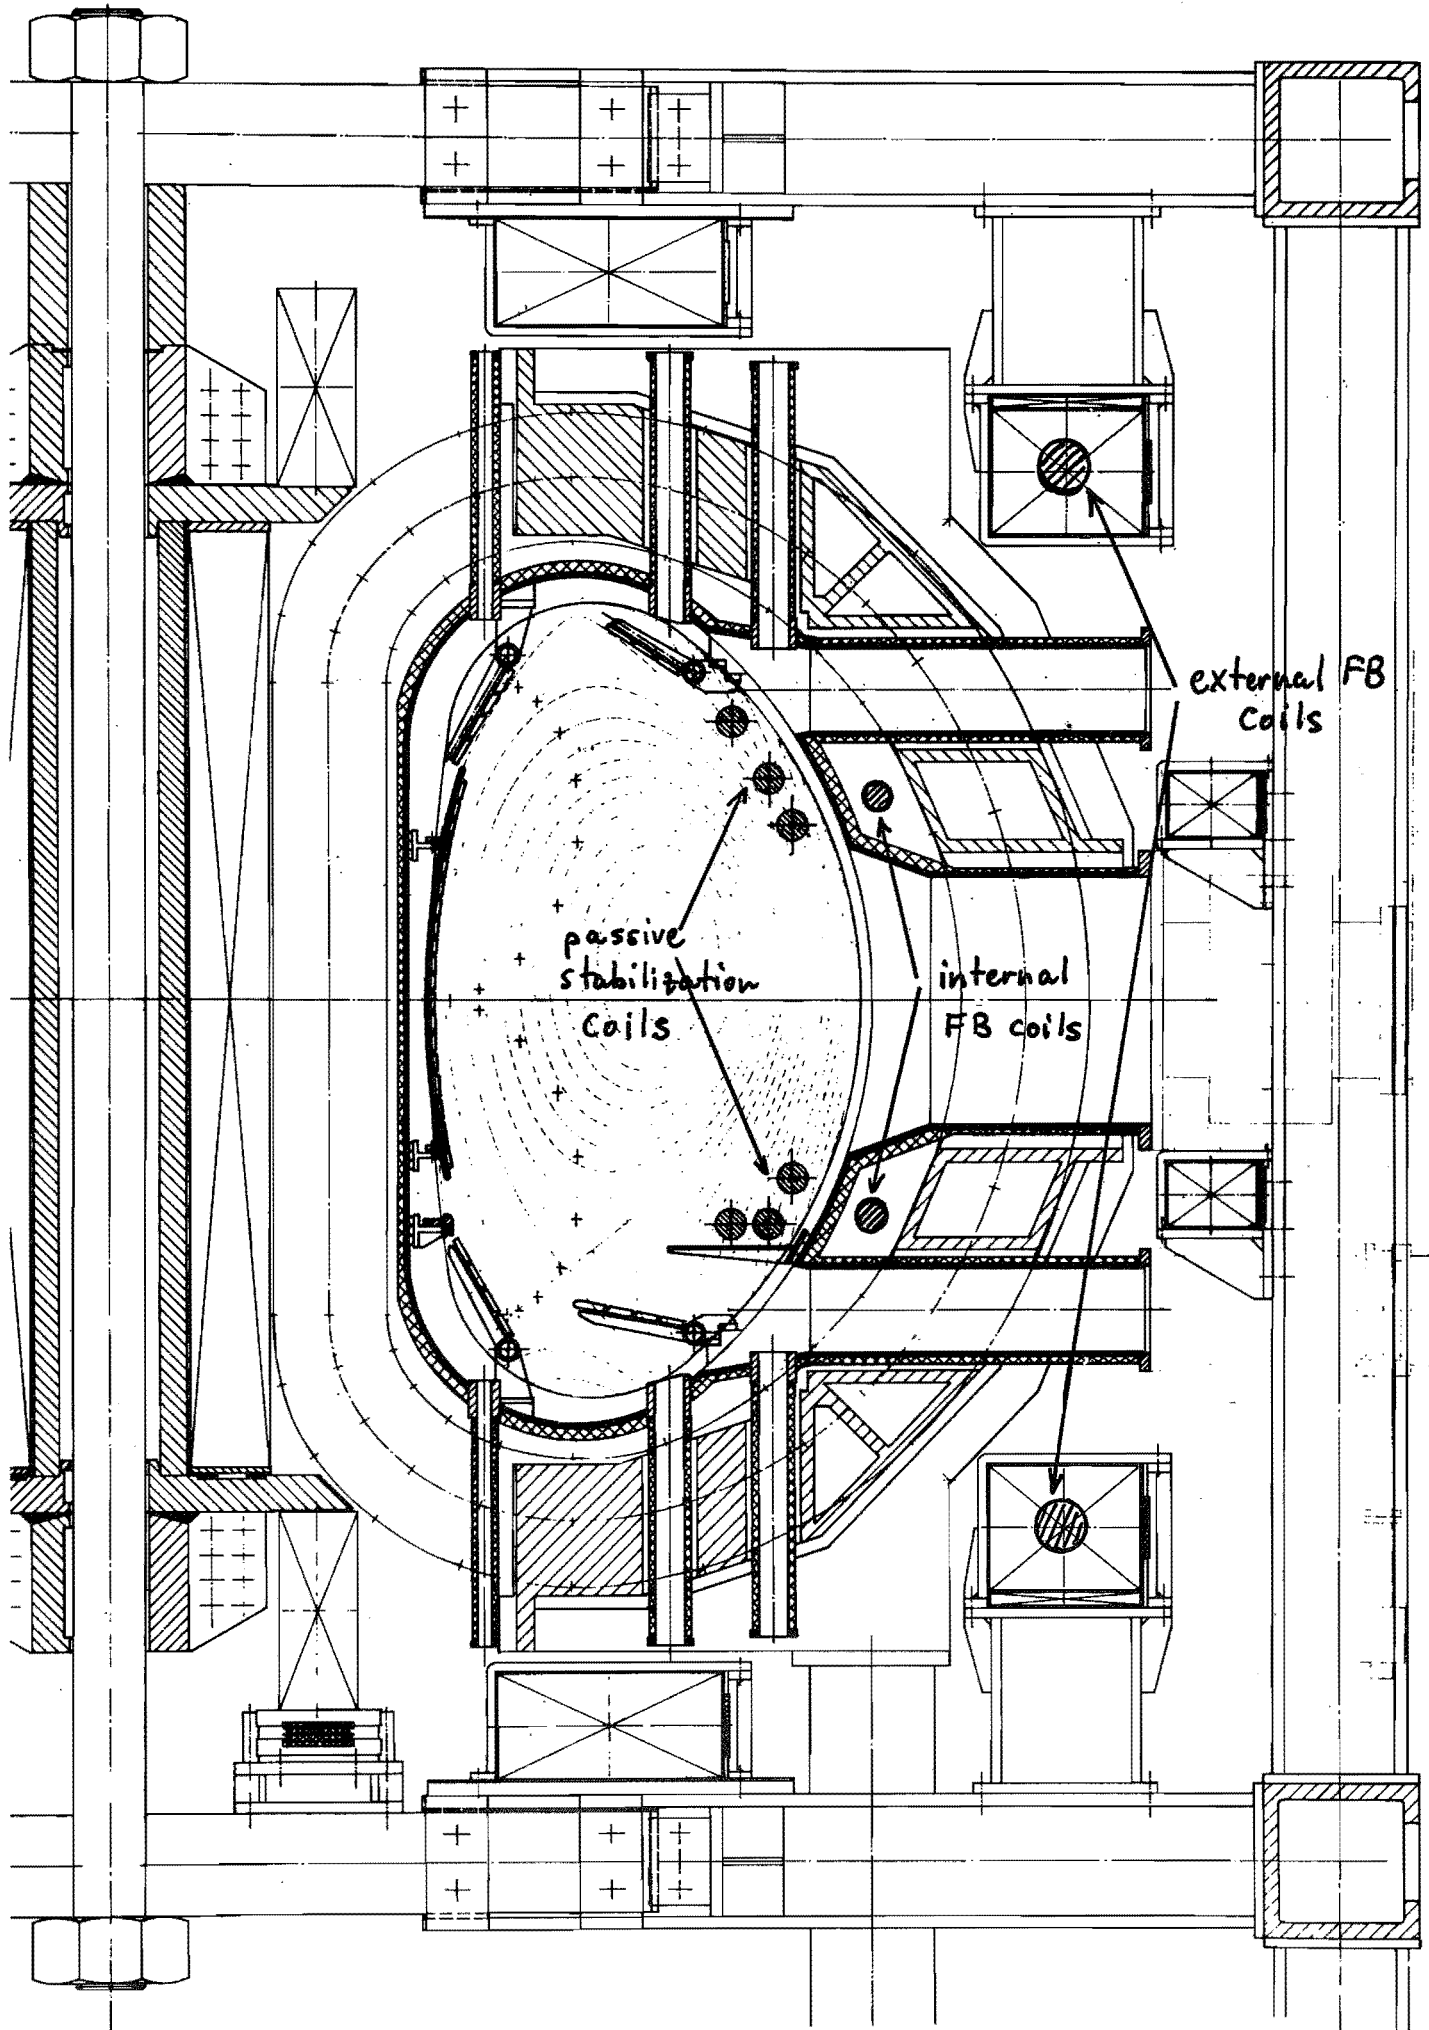 external FB
coils
passive
stabilization
coils
internal
FB coils